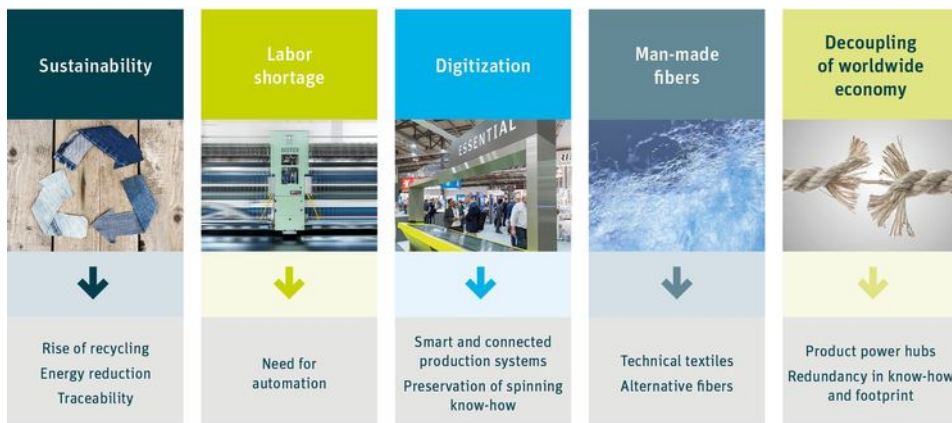 Sustainability
Rise of recycling
Energy reduction
Traceability
Labor
shortage
Need for
automation
Digitization
ESSENTIAL
Smart and connected
production systems
Preservation of spinning
know-how
Man-made
fibers
Technical textiles
Alternative fibers
Decoupling
of worldwide
economy
Product power hubs
Redundancy in know-how
and footprint